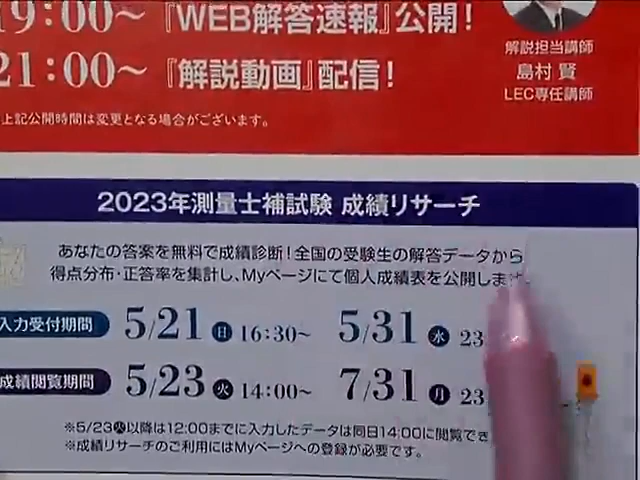 19:00~ 『WEB解答速報』公開!
21:00~ 『解説動画』配信!
解説担当講師
島村 賢
LEC専任講師
上記公開時間は変更となる場合がございます。
2023年測量士補試験 成績リサーチ
あなたの答案を無料で成績診断!全国の受験生の解答データから
得点分布・正答率を集計し、Myページにて個人成績表を公開しま
入力受付期間 5/21 日 16:30~ 5/31 水 23
成績閲覧期間 5/23 火 14:00~ 7/31 月 23
※5/23火以降は12:00までに入力したデータは同日14:00に閲覧でき
※成績リサーチのご利用にはMyページへの登録が必要です。